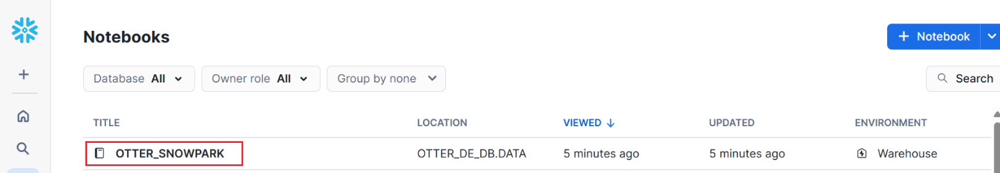 Notebooks
+ Notebook
Database All
Owner role All
Group by none
Search
TITLE LOCATION VIEWED ↓ UPDATED ENVIRONMENT
OTTER_SNOWPARK OTTER_DE_DB.DATA 5 minutes ago 5 minutes ago Warehouse